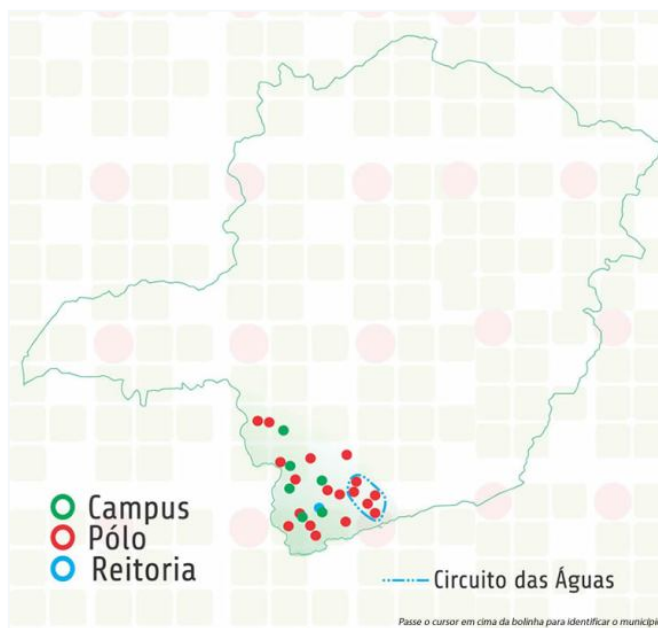 Campus
Pólo
Reitoria
Circuito das Águas
Passe o cursor em cima da bolinha para identificar o municípi